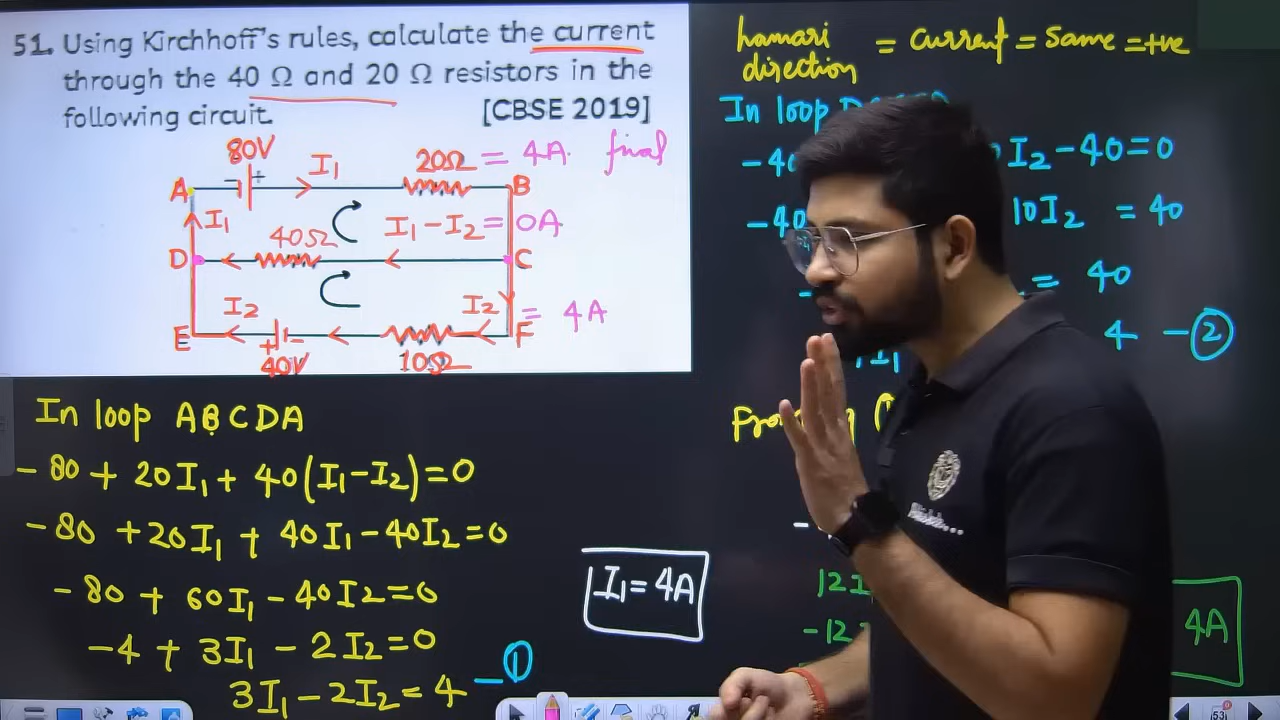 51. Using Kirchhoff's rules, calculate the current
through the 40 Ω and 20 Ω resistors in the
following circuit. [CBSE 2019]
80V
I₁
20Ω = 4A. final
A
- +
B
I₁
40Ω
I₁-I₂ = 0A
D
C
I₂
I₂ = 4A
E
+ -
F
40V
10Ω
In loop ABCDA
- 80 + 20I₁ + 40(I₁-I₂)=0
- 80 +20I₁ + 40I₁-40I₂=0
- 80 + 60I₁ - 40I2=0
-4 + 3I₁ - 2I₂=0
3I₁-2I₂ = 4 -①
I₁= 4A
hamari
direction = current = same = +ve
In loop
I₂ -40=0
10I₂ = 40
= 40
4 -②
4A
53